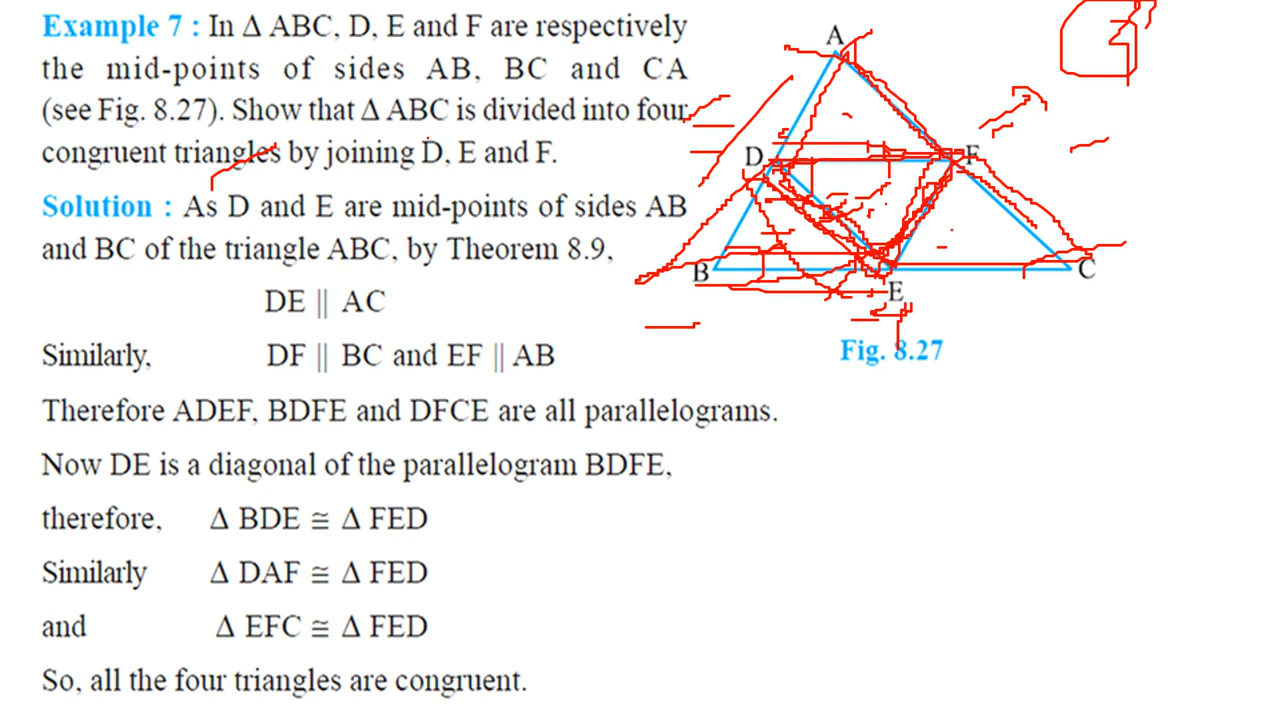 Example 7 : In Δ ABC, D, E and F are respectively
the mid-points of sides AB, BC and CA
(see Fig. 8.27). Show that Δ ABC is divided into four
congruent triangles by joining D, E and F.
Solution : As D and E are mid-points of sides AB
and BC of the triangle ABC, by Theorem 8.9,
DE || AC
Similarly, DF || BC and EF || AB
Therefore ADEF, BDFE and DFCE are all parallelograms.
Now DE is a diagonal of the parallelogram BDFE,
therefore, Δ BDE ≅ Δ FED
Similarly Δ DAF ≅ Δ FED
and Δ EFC ≅ Δ FED
So, all the four triangles are congruent.
A
D F
B C
E
Fig. 8.27